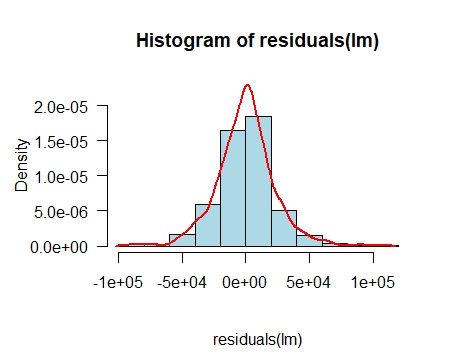 Histogram of residuals(lm)
Density
2.0e-05
1.5e-05
1.0e-05
5.0e-06
0.0e+00
-1e+05 -5e+04 0e+00 5e+04 1e+05
residuals(lm)